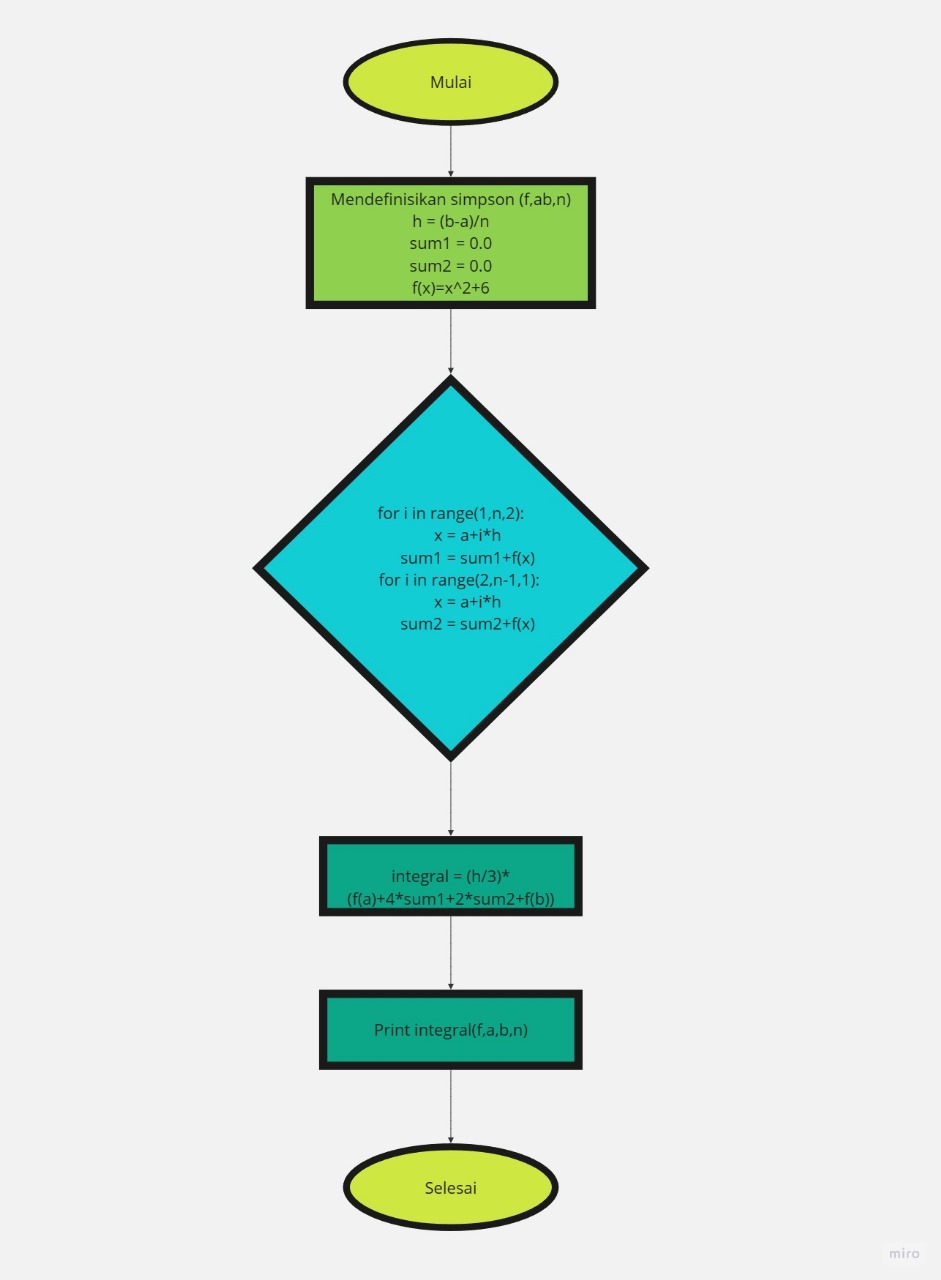 Mulai
Mendefinisikan simpson (f,ab,n)
h = (b-a)/n
sum1 = 0.0
sum2 = 0.0
f(x)=x^2+6
for i in range(1,n,2):
x = a+i*h
sum1 = sum1+f(x)
for i in range(2,n-1,1):
x = a+i*h
sum2 = sum2+f(x)
integral = (h/3)*
(f(a)+4*sum1+2*sum2+f(b))
Print integral(f,a,b,n)
Selesai
miro